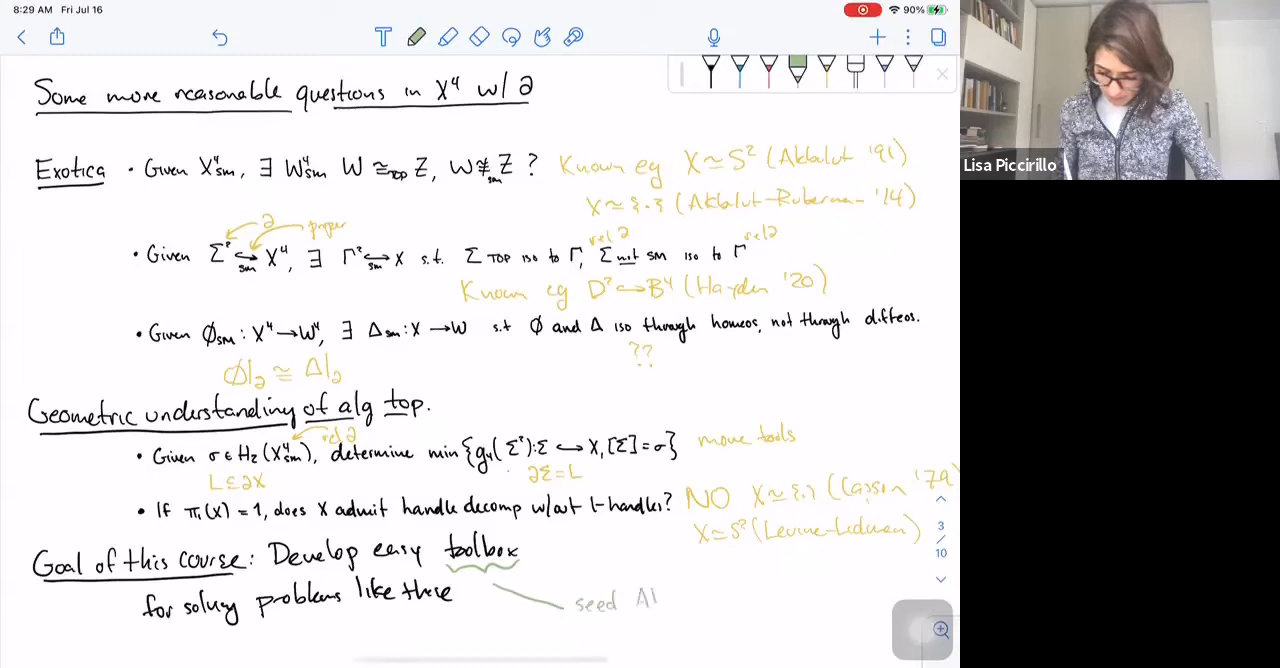 8:29 AM Fri Jul 16
90%
Some more reasonable questions in X⁴ w/ ∂
Exotica · Given X⁴sm, ∃ W⁴sm W ≅TOP Z, W ≇sm Z ? Known eg X ≃ S² (Akbulut '91)
X ≃ {·} (Akbulut-Ruberman '14)
∂ proper
rel ∂ rel ∂
· Given Σ² ↪sm X⁴, ∃ Γ² ↪sm X s.t. Σ TOP iso to Γ, Σ not SM iso to Γ
Known eg D² ↪ B⁴ (Hayden '20)
· Given ϕsm : X⁴ → W⁴, ∃ Δsm : X → W s.t ϕ and Δ iso through homeos, not through diffeos.
??
ϕ|∂ ≅ Δ|∂
Geometric understanding of alg top.
rel ∂
· Given σ ∈ H₂(X⁴sm), determine min {g₄(Σ²) : Σ ↪ X, [Σ] = σ} more tools
L ⊆ ∂X ∂Σ = L
· If π₁(X) = 1, does X admit handle decomp w/out 1-handles? NO X ≃ {·} (Casson '79)
X ≃ S² (Levine-Lidman)
Goal of this course: Develop easy toolbox
for solving problems like these
seed AI
3
/
10
Lisa Piccirillo